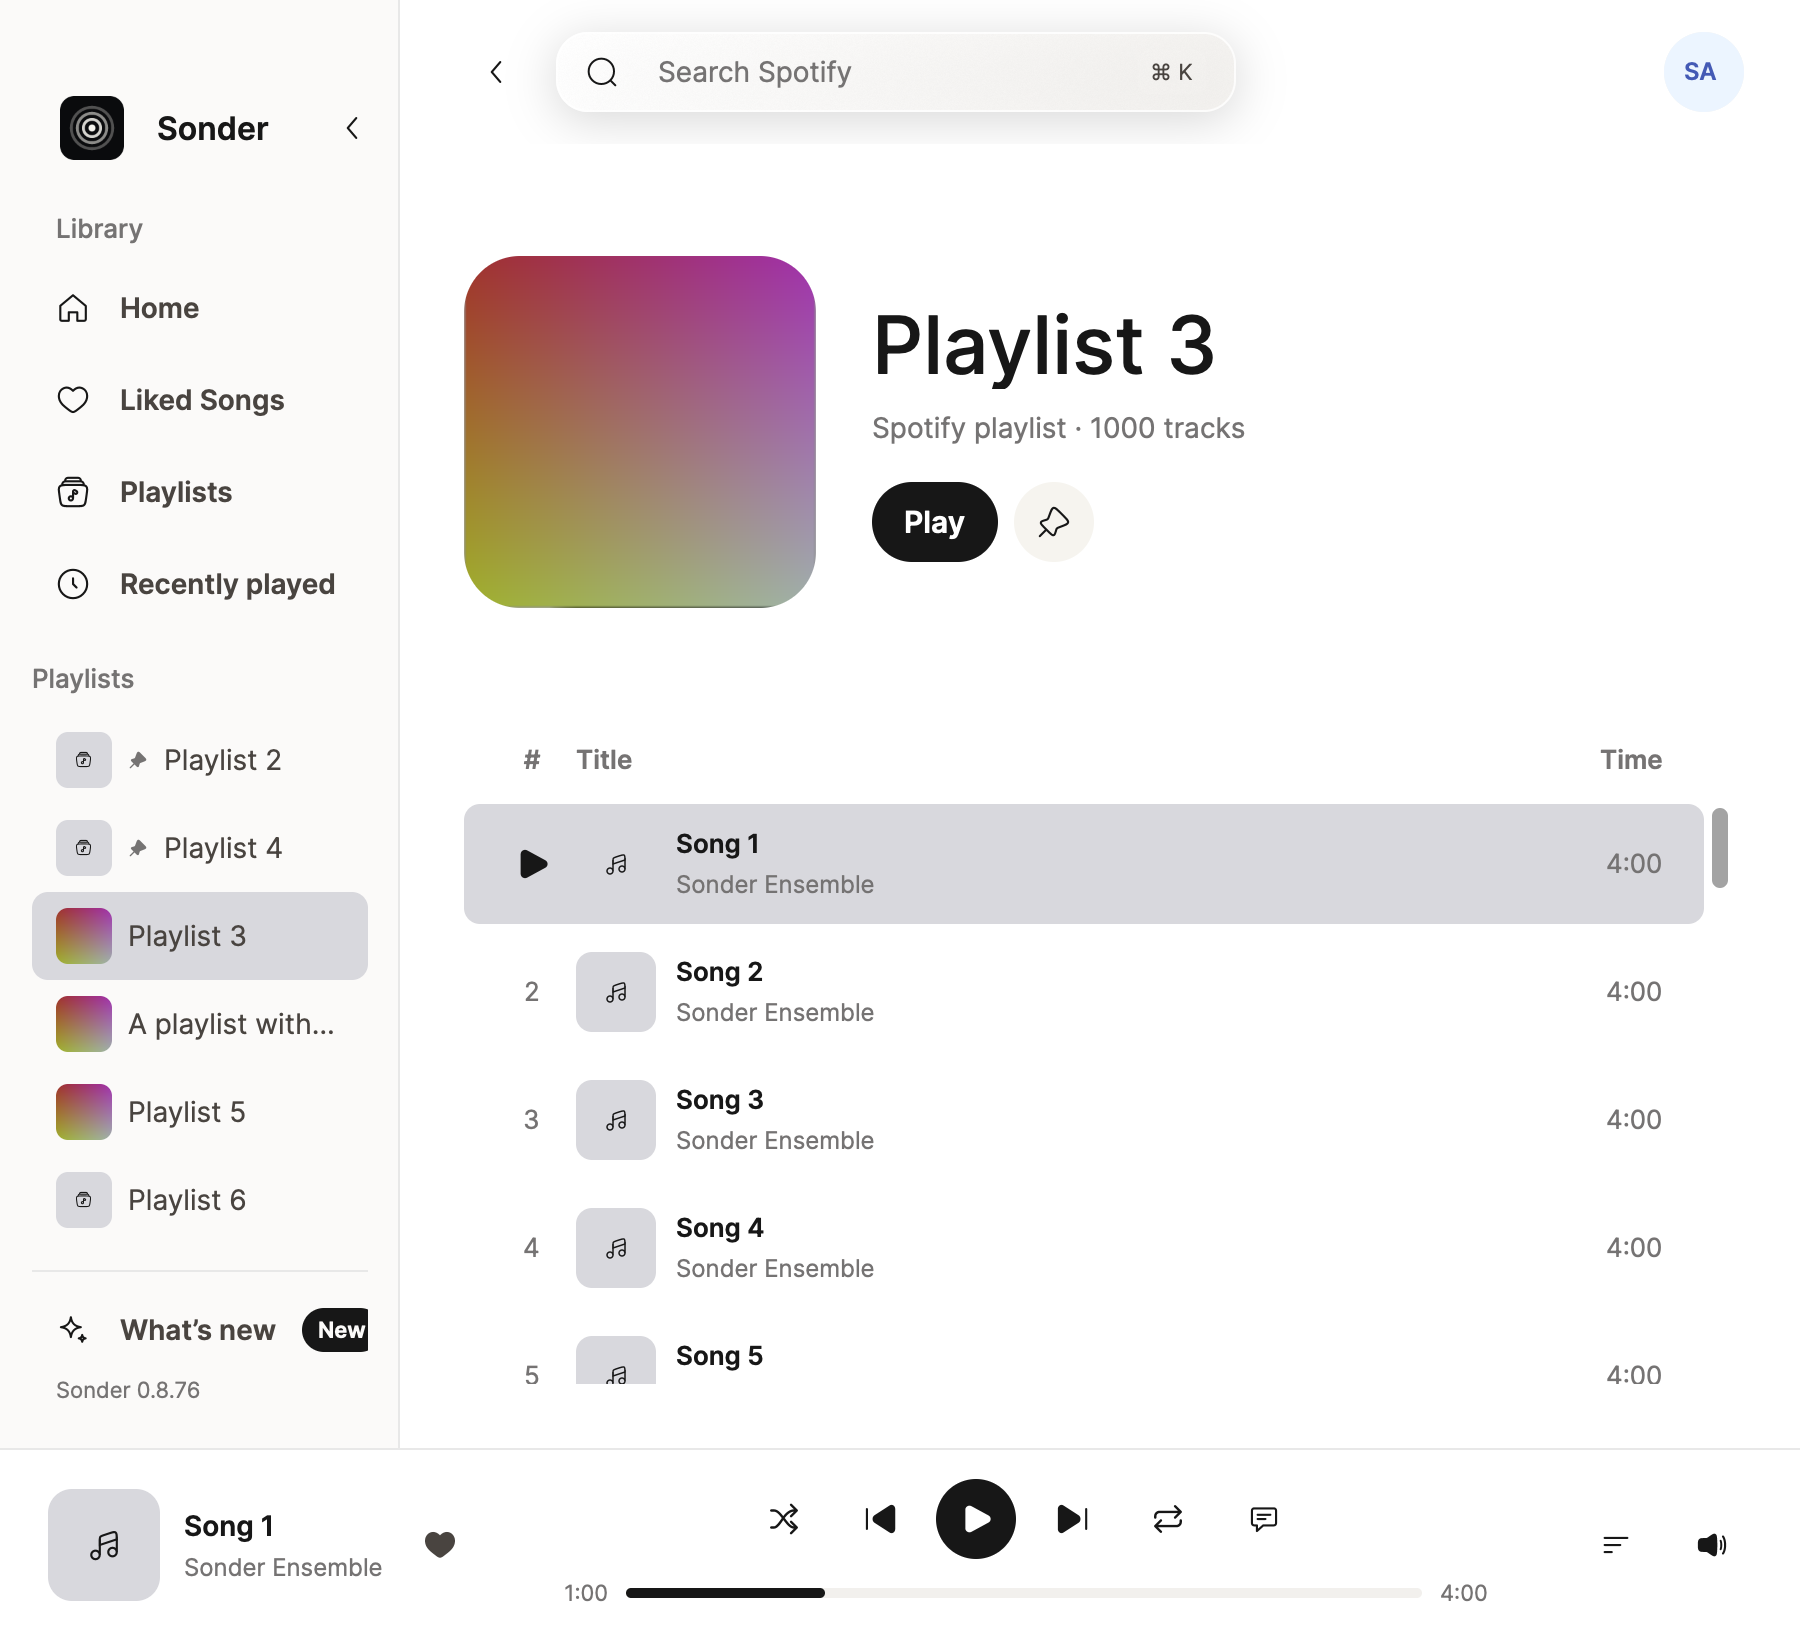 Search Spotify
⌘ K
SA
Sonder
Library
Home
Liked Songs
Playlists
Recently played
Playlists
Playlist 2
Playlist 4
Playlist 3
A playlist with...
Playlist 5
Playlist 6
What's new
New
Sonder 0.8.76
Playlist 3
Spotify playlist · 1000 tracks
Play
# Title Time
Song 1
Sonder Ensemble
4:00
2
Song 2
Sonder Ensemble
4:00
3
Song 3
Sonder Ensemble
4:00
4
Song 4
Sonder Ensemble
4:00
5
Song 5
4:00
Song 1
Sonder Ensemble
1:00
4:00